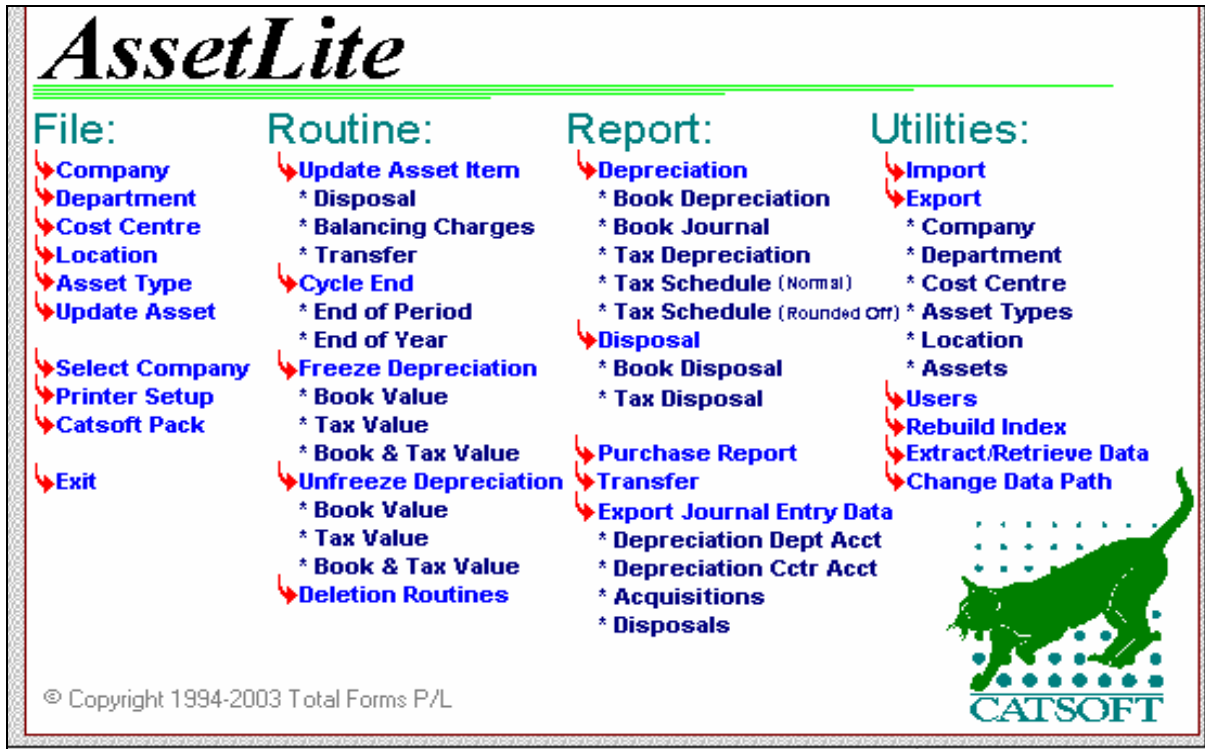 AssetLite
File:
Company
Department
Cost Centre
Location
Asset Type
Update Asset
Select Company
Printer Setup
Catsoft Pack
Exit
Routine:
Update Asset Item
* Disposal
* Balancing Charges
* Transfer
Cycle End
* End of Period
* End of Year
Freeze Depreciation
* Book Value
* Tax Value
* Book & Tax Value
Unfreeze Depreciation
* Book Value
* Tax Value
* Book & Tax Value
Deletion Routines
Report:
Depreciation
* Book Depreciation
* Book Journal
* Tax Depreciation
* Tax Schedule (Normal)
* Tax Schedule (Rounded Off)
Disposal
* Book Disposal
* Tax Disposal
Purchase Report
Transfer
Export Journal Entry Data
* Depreciation Dept Acct
* Depreciation Cctr Acct
* Acquisitions
* Disposals
Utilities:
Import
Export
* Company
* Department
* Cost Centre
* Asset Types
* Location
* Assets
Users
Rebuild Index
Extract/Retrieve Data
Change Data Path
CATSOFT
© Copyright 1994-2003 Total Forms P/L